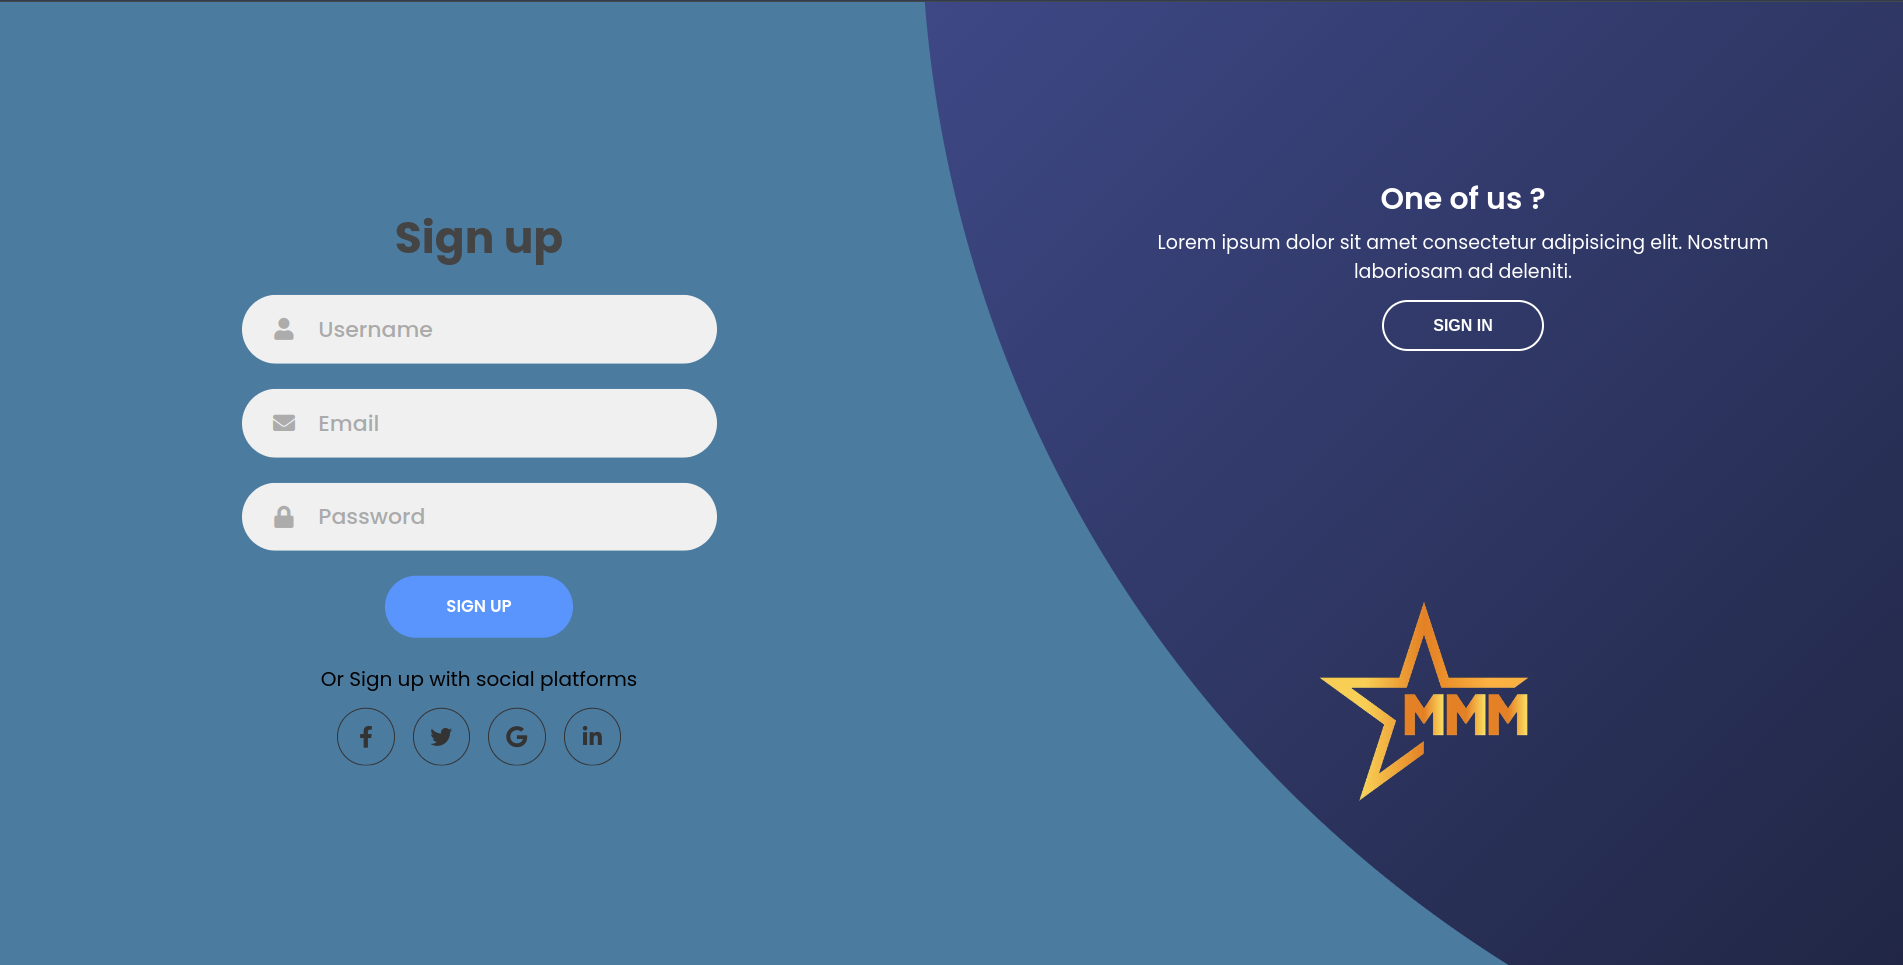 Sign up
Username
Email
Password
SIGN UP
Or Sign up with social platforms
One of us ?
Lorem ipsum dolor sit amet consectetur adipisicing elit. Nostrum
laboriosam ad deleniti.
SIGN IN
MMM